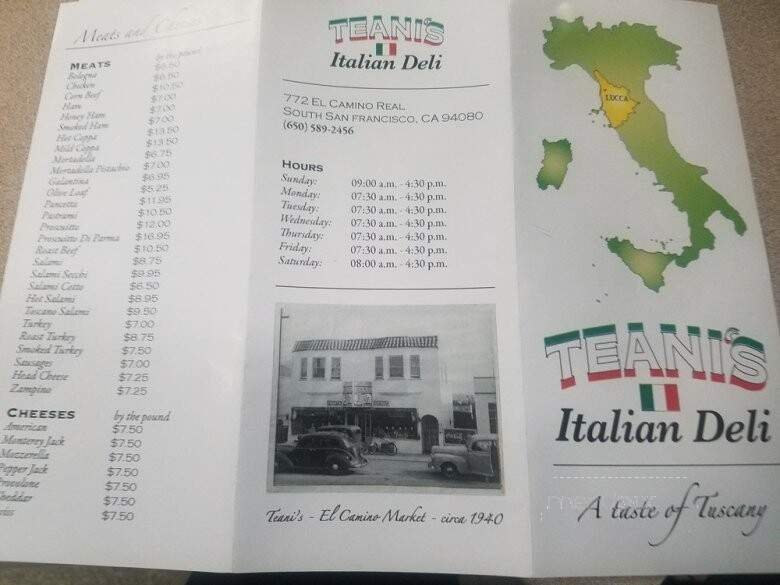 Meats and Cheeses
MEATS by the pound
Bologna $6.50
Chicken $6.50
Corn Beef $10.50
Ham $7.00
Honey Ham $7.00
Smoked Ham $7.00
Hot Coppa $13.50
Mild Coppa $13.50
Mortadella $6.75
Mortadella Pistachio $7.00
Galantina $6.95
Olive Loaf $5.25
Pancetta $11.95
Pastrami $10.50
Prosciutto $12.00
Prosciutto Di Parma $16.95
Roast Beef $10.50
Salami $8.75
Salami Secchi $9.95
Salami Cotto $6.50
Hot Salami $8.95
Toscano Salami $9.50
Turkey $7.00
Roast Turkey $8.75
Smoked Turkey $7.50
Sausages $7.00
Head Cheese $7.25
Zampino $7.25
CHEESES by the pound
American $7.50
Monterey Jack $7.50
Mozzarella $7.50
Pepper Jack $7.50
Provolone $7.50
Cheddar $7.50
$7.50
TEANI'S
Italian Deli
772 EL CAMINO REAL
SOUTH SAN FRANCISCO, CA 94080
(650) 589-2456
HOURS
Sunday: 09:00 a.m. - 4:30 p.m.
Monday: 07:30 a.m. - 4:30 p.m.
Tuesday: 07:30 a.m. - 4:30 p.m.
Wednesday: 07:30 a.m. - 4:30 p.m.
Thursday: 07:30 a.m. - 4:30 p.m.
Friday: 07:30 a.m. - 4:30 p.m.
Saturday: 08:00 a.m. - 4:30 p.m.
Teani's - El Camino Market - circa 1940
LUCCA
TEANI'S
Italian Deli
A taste of Tuscany